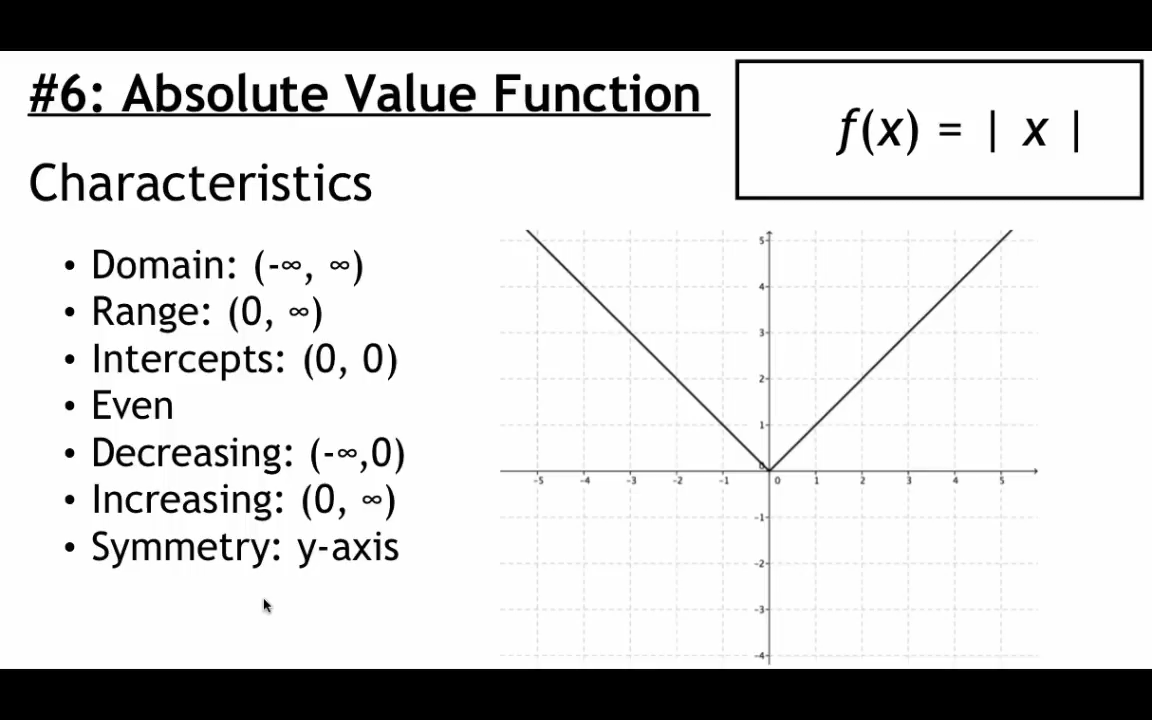 #6: Absolute Value Function
f(x) = | x |
Characteristics
• Domain: (-∞, ∞)
• Range: (0, ∞)
• Intercepts: (0, 0)
• Even
• Decreasing: (-∞,0)
• Increasing: (0, ∞)
• Symmetry: y-axis
5
4
3
2
1
0
-5 -4 -3 -2 -1 0 1 2 3 4 5
-1
-2
-3
-4